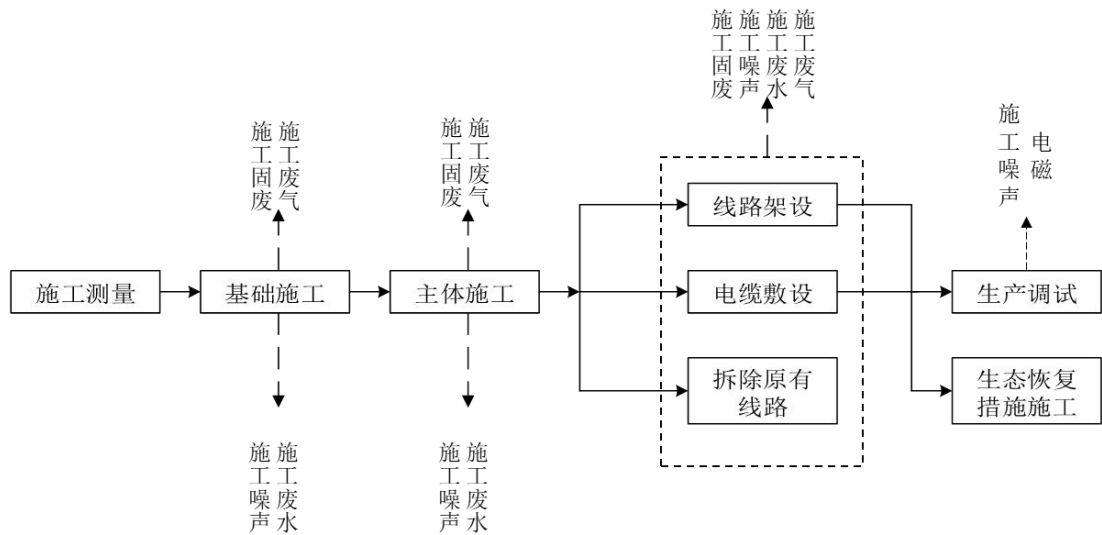 施工固废
施工噪声
施工废水
施工废气
施工噪声
电磁
施工固废
施工废气
施工固废
施工废气
线路架设
施工测量
基础施工
主体施工
电缆敷设
生产调试
拆除原有
线路
生态恢复
措施施工
施工噪声
施工废水
施工噪声
施工废水